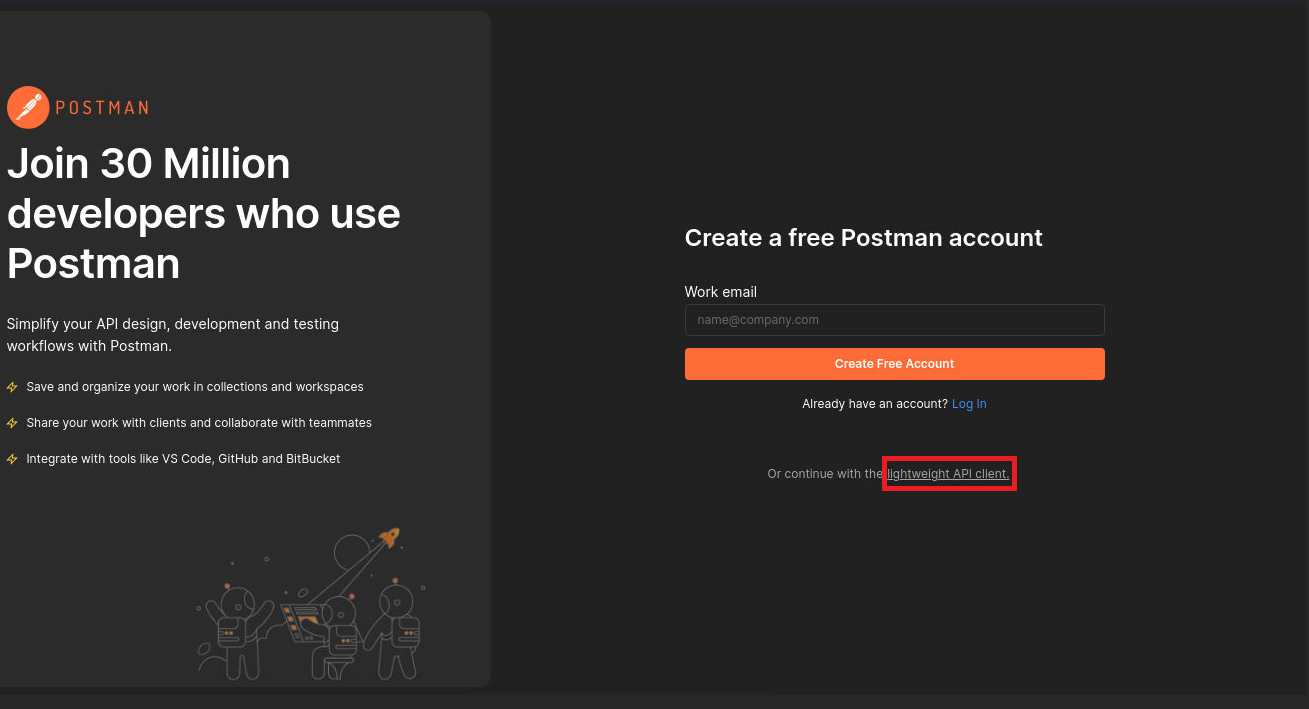 POSTMAN
Join 30 Million
developers who use
Postman
Simplify your API design, development and testing
workflows with Postman.
Save and organize your work in collections and workspaces
Share your work with clients and collaborate with teammates
Integrate with tools like VS Code, GitHub and BitBucket
Create a free Postman account
Work email
name@company.com
Create Free Account
Already have an account? Log In
Or continue with the lightweight API client.